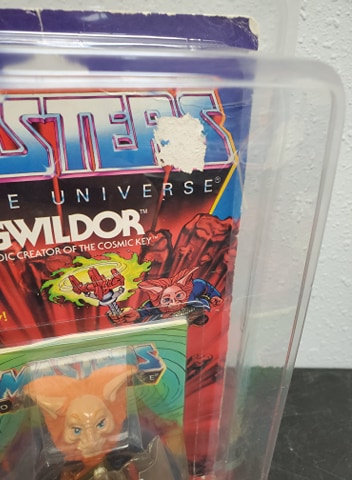 STERS
E UNIVERSE®
GWILDOR™
DIC CREATOR OF THE COSMIC KEY
y!